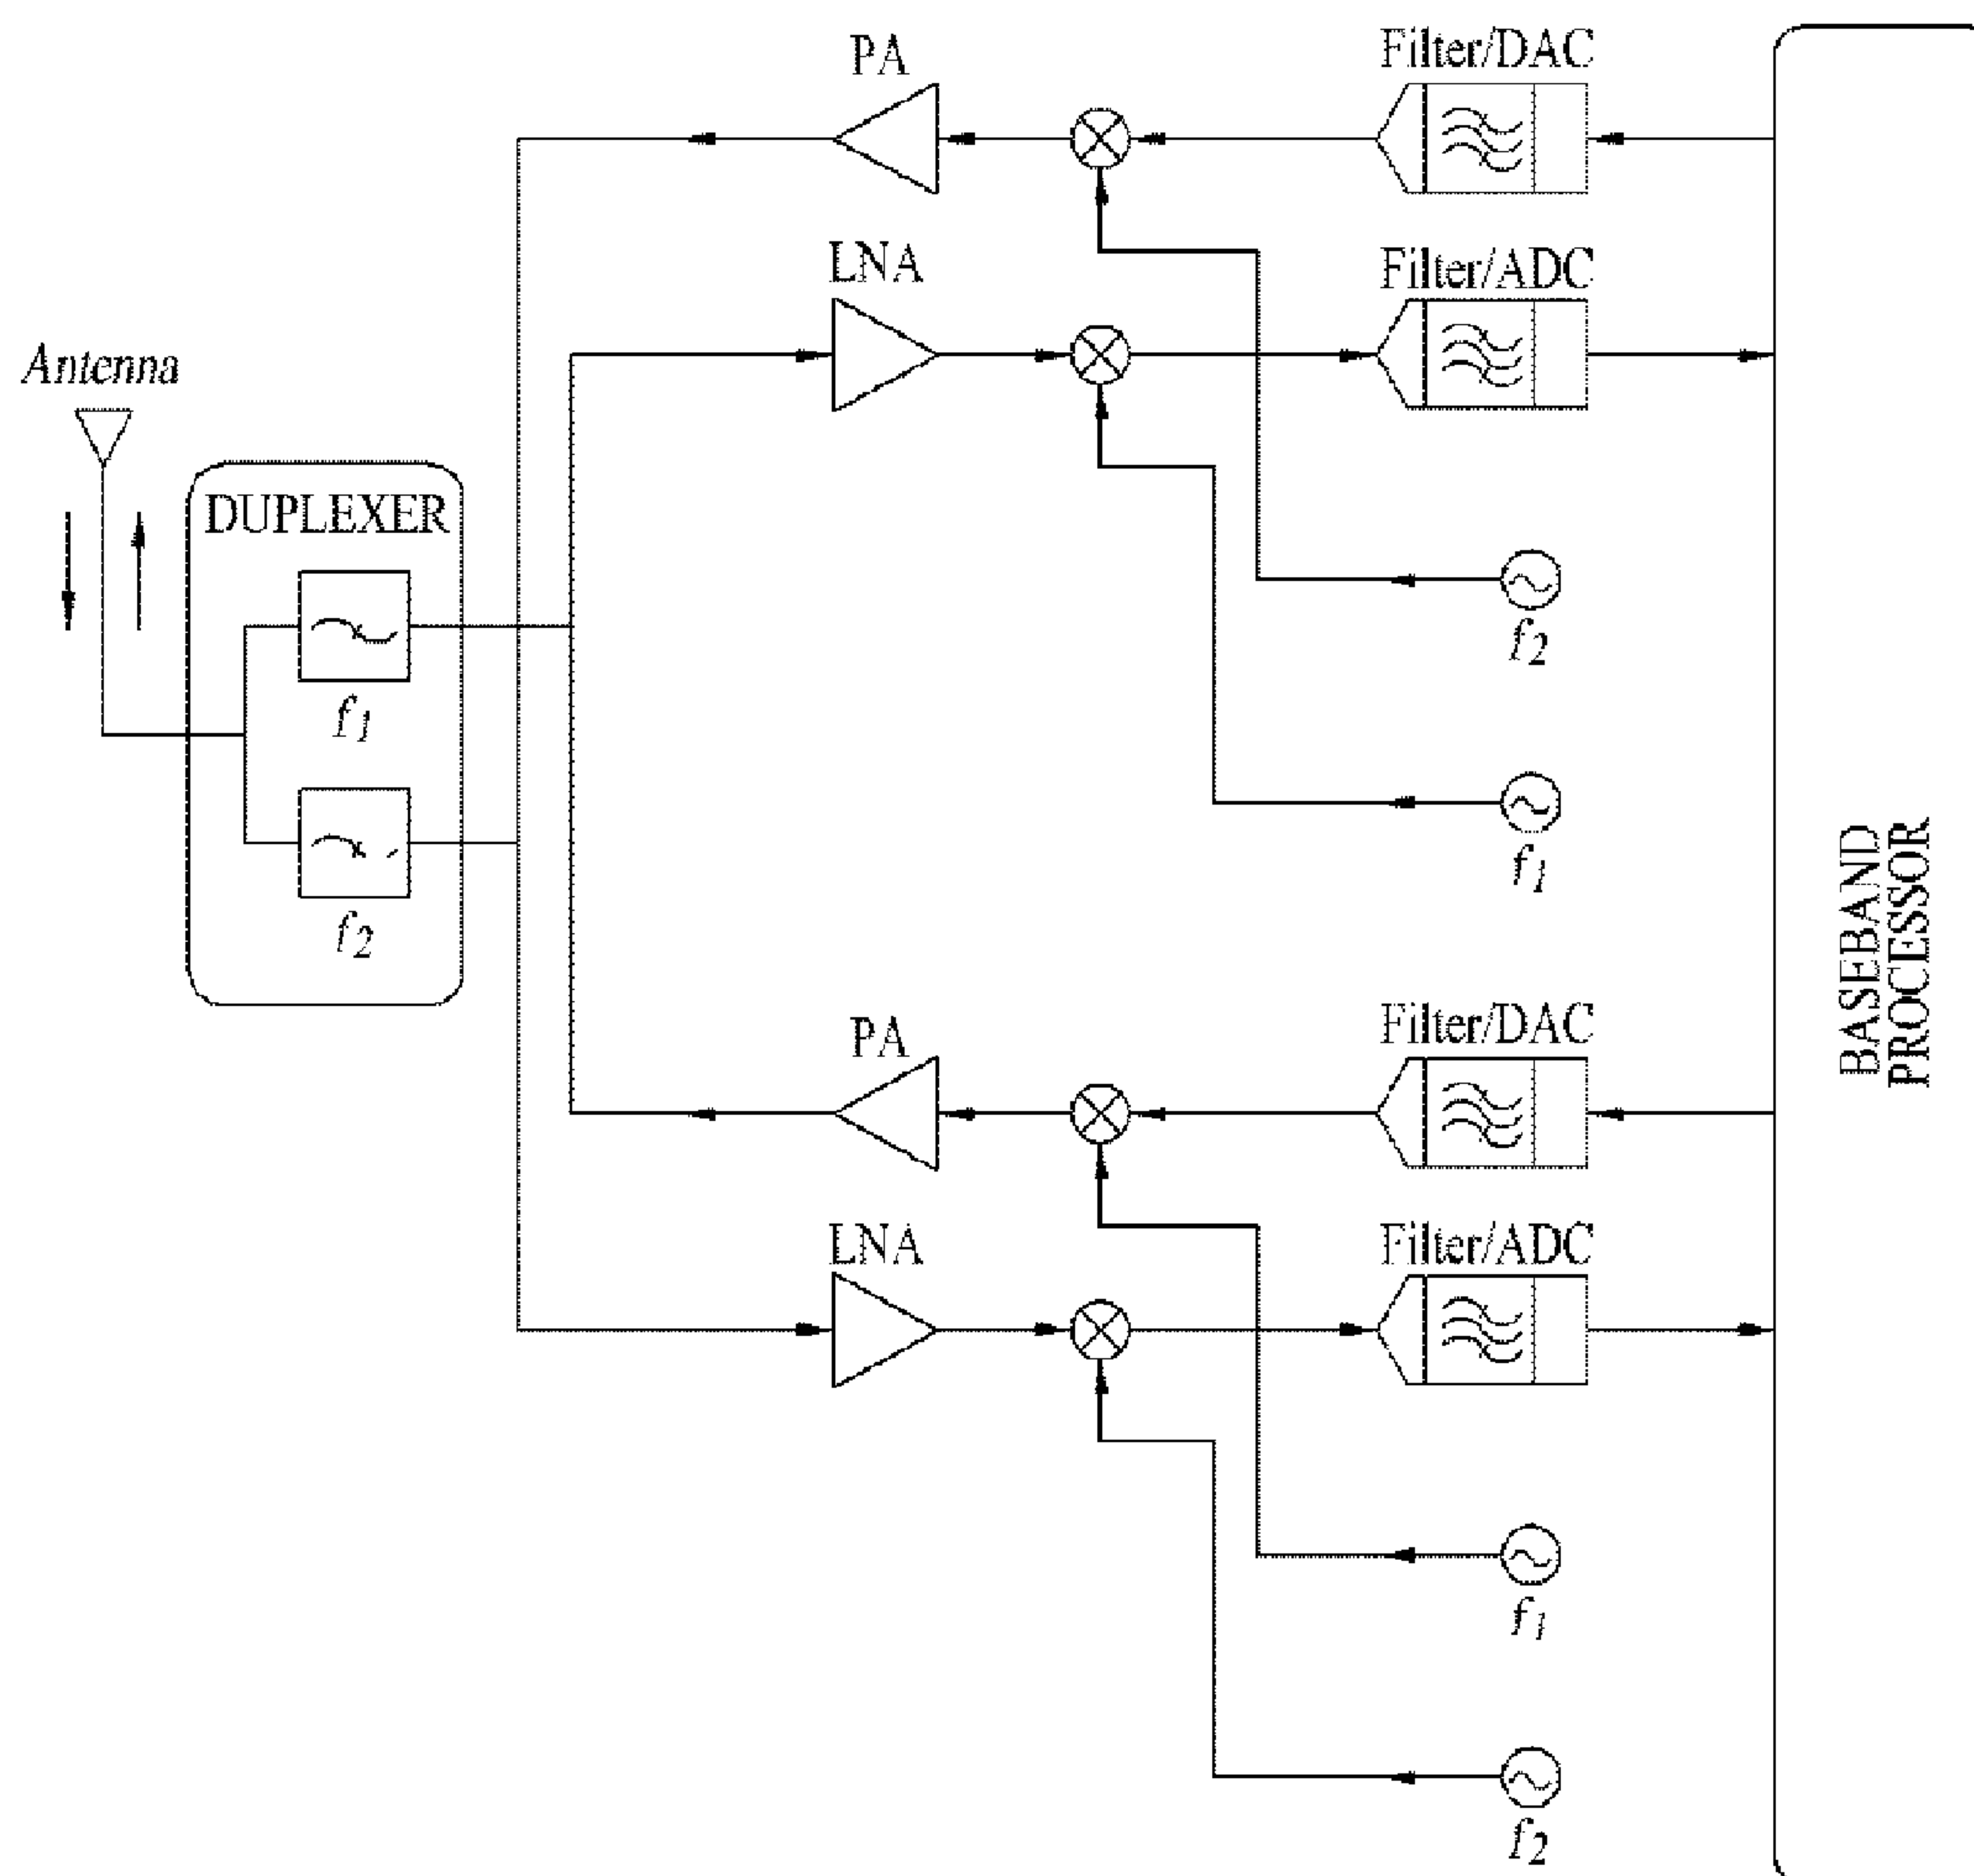 PA
Filter/DAC
LNA
Filter/ADC
Antenna
DUPLEXER
f2
f1
f1
f2
BASEBAND
PROCESSOR
PA
Filter/DAC
LNA
Filter/ADC
f1
f2